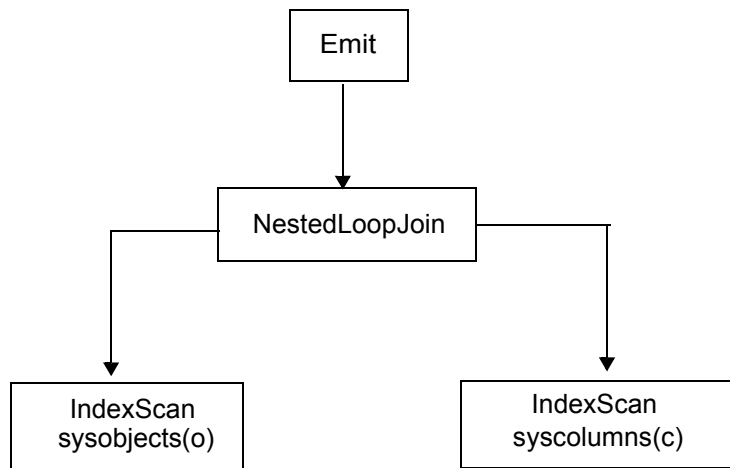 Emit
NestedLoopJoin
IndexScan
sysobjects(o)
IndexScan
syscolumns(c)